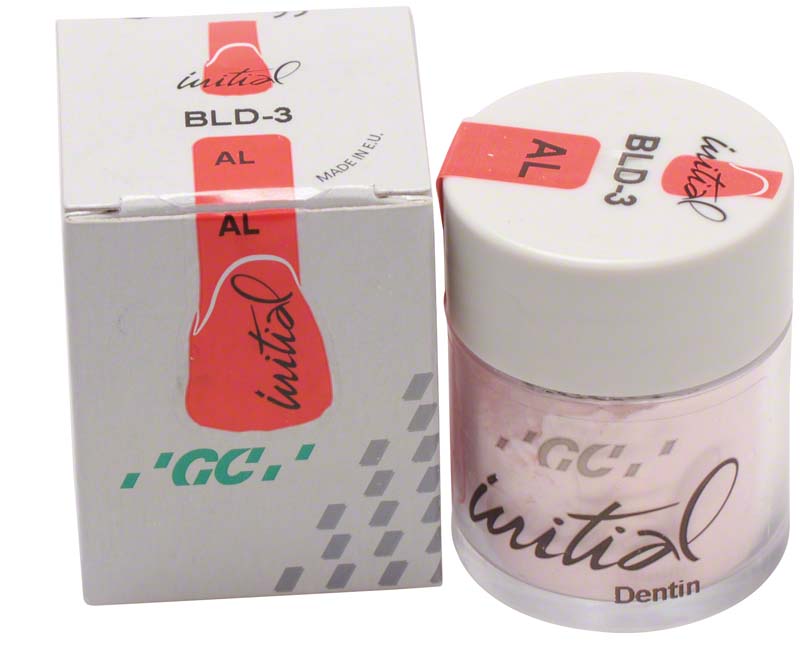 initial
BLD-3
AL
MADE IN E.U.
AL
initial
GC
AL
BLD-3
initial
GC
initial
Dentin